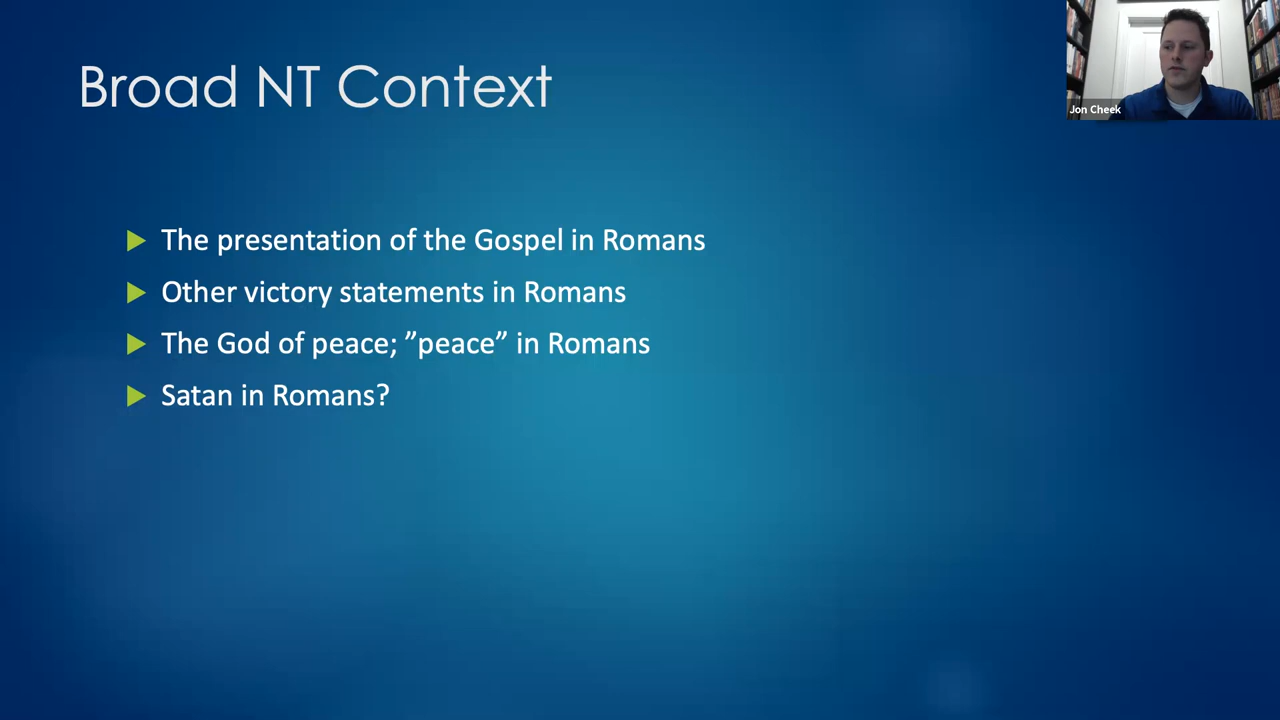 Broad NT Context
Jon Cheek
The presentation of the Gospel in Romans
Other victory statements in Romans
The God of peace; ”peace” in Romans
Satan in Romans?